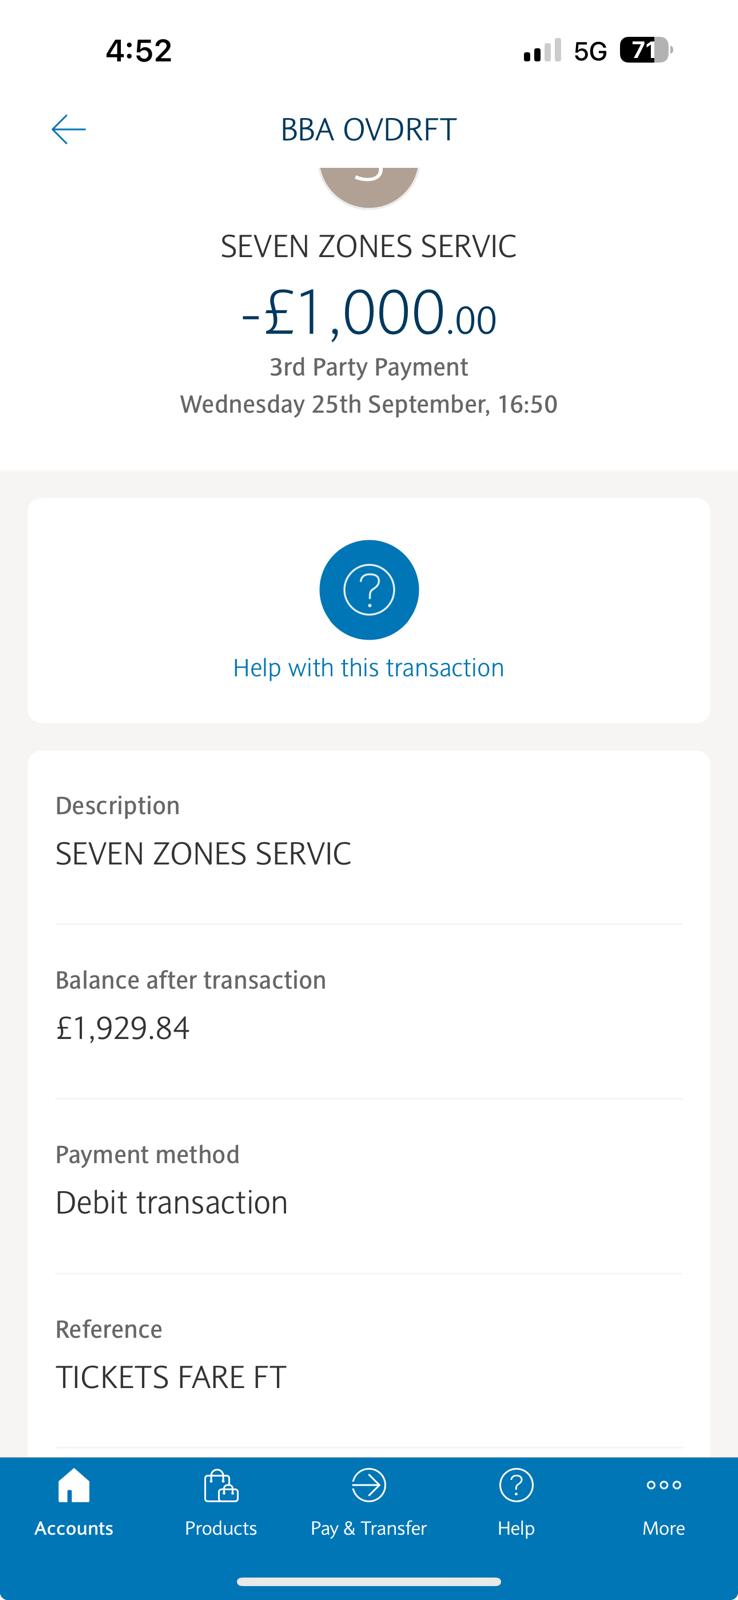 4:52
5G
71
BBA OVDRFT
SEVEN ZONES SERVIC
-£1,000.00
3rd Party Payment
Wednesday 25th September, 16:50
?
Help with this transaction
Description
SEVEN ZONES SERVIC
Balance after transaction
£1,929.84
Payment method
Debit transaction
Reference
TICKETS FARE FT
Accounts
Products
Pay & Transfer
?
Help
More